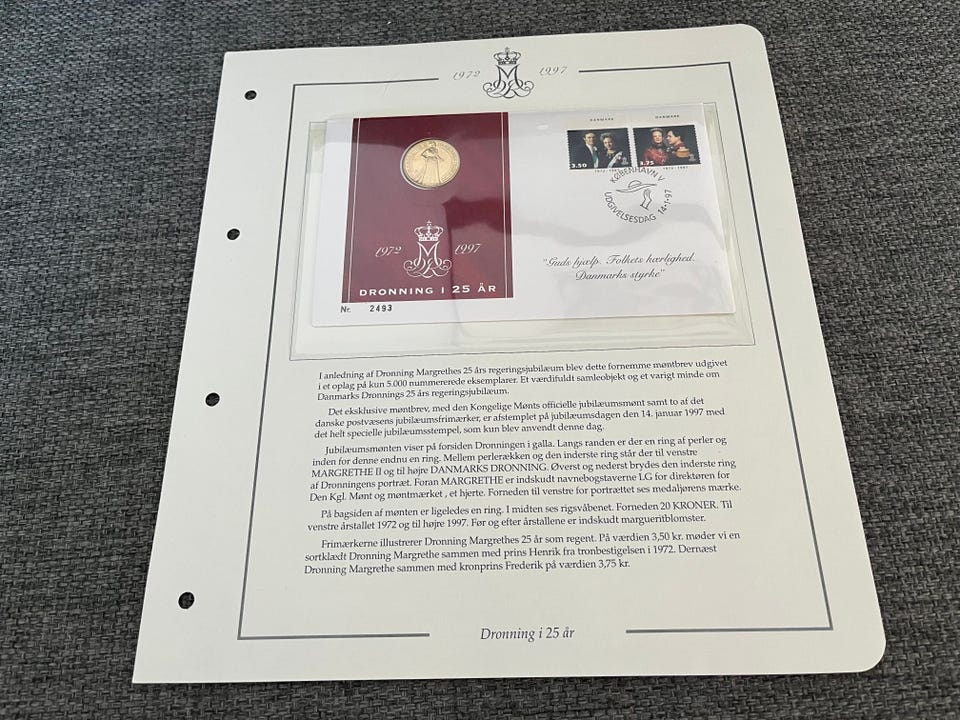 1972 1997
DANMARK DANMARK
3.50 3.75
1972-1997
KØBENHAVN V
UDGIVELSESDAG 14-1-97
1972 1997
DRONNING I 25 ÅR
Nr. 2493
"Guds hjælp. Folkets kærlighed.
Danmarks styrke"
I anledning af Dronning Margrethes 25 års regeringsjubilæum blev dette fornemme møntbrev udgivet
i et oplag på kun 5.000 nummererede eksemplarer. Et værdifuldt samleobjekt og et varigt minde om
Danmarks Dronnings 25 års regeringsjubilæum.
Det eksklusive møntbrev, med den Kongelige Mønts officielle jubilæumsmønt samt to af det
danske postvæsens jubilæumsfrimærker, er afstemplet på jubilæumsdagen den 14. januar 1997 med
det helt specielle jubilæumsstempel, som kun blev anvendt denne dag.
Jubilæumsmønten viser på forsiden Dronningen i galla. Langs randen er der en ring af perler og
inden for denne endnu en ring. Mellem perlerækken og den inderste ring står der til venstre
MARGRETHE II og til højre DANMARKS DRONNING. Øverst og nederst brydes den inderste ring
af Dronningens portræt. Foran MARGRETHE er indskudt navnebogstaverne LG for direktøren for
Den Kgl. Mønt og møntmærket , et hjerte. Forneden til venstre for portrættet ses medaljørens mærke.
På bagsiden af mønten er ligeledes en ring. I midten ses rigsvåbenet. Forneden 20 KRONER. Til
venstre årstallet 1972 og til højre 1997. Før og efter årstallene er indskudt margueritblomster.
Frimærkerne illustrerer Dronning Margrethes 25 år som regent. På værdien 3,50 kr. møder vi en
sortklædt Dronning Margrethe sammen med prins Henrik fra tronbestigelsen i 1972. Dernæst
Dronning Margrethe sammen med kronprins Frederik på værdien 3,75 kr.
Dronning i 25 år